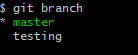 $ git branch
* master
  testing